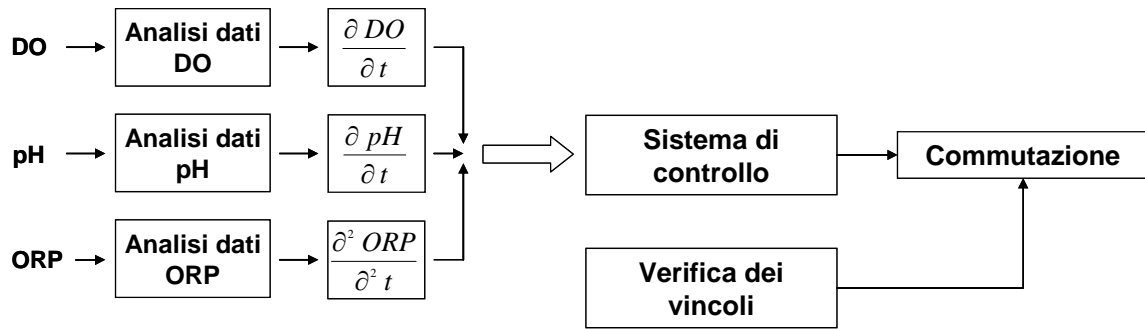 DO
Analisi dati
DO
∂ DO
∂ t
pH
Analisi dati
pH
∂ pH
∂ t
ORP
Analisi dati
ORP
∂² ORP
∂² t
Sistema di
controllo
Commutazione
Verifica dei
vincoli